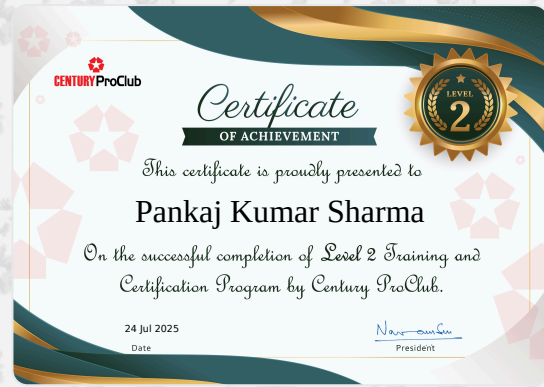 CENTURY ProClub
LEVEL
2
Certificate
OF ACHIEVEMENT
This certificate is proudly presented to
Pankaj Kumar Sharma
On the successful completion of Level 2 Training and
Certification Program by Century ProClub.
24 Jul 2025
Date
President